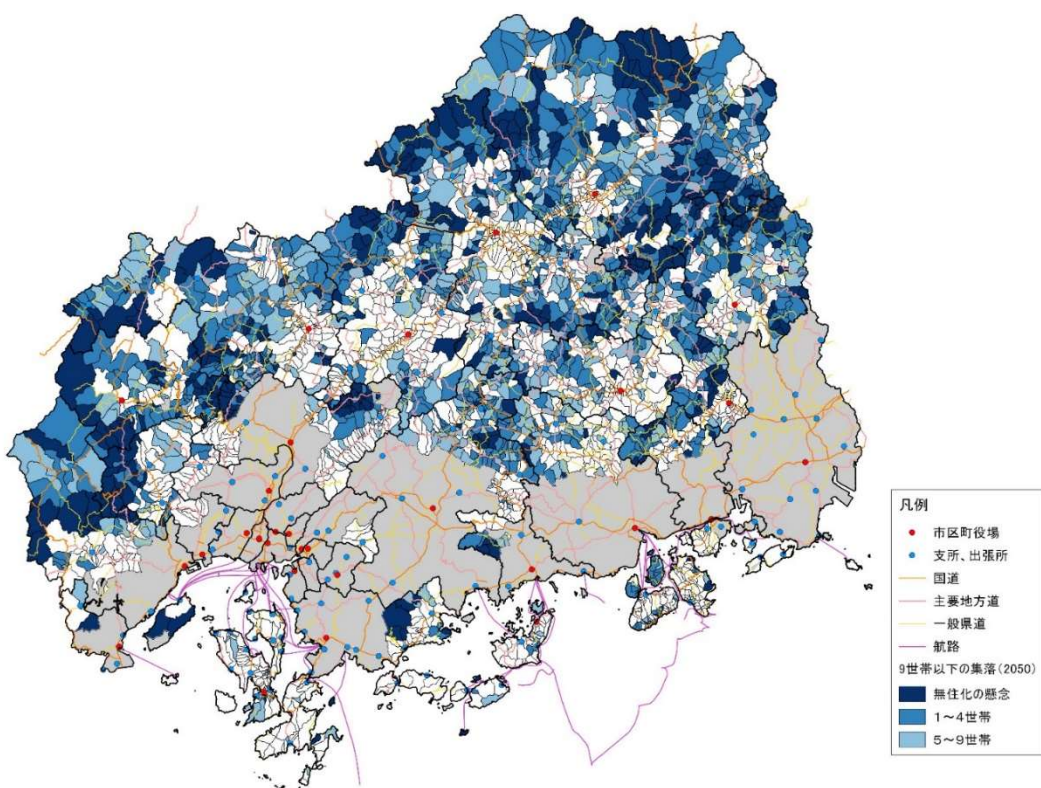 凡例
市区町役場
支所、出張所
国道
主要地方道
一般県道
航路
9世帯以下の集落(2050)
無住化の懸念
1~4世帯
5~9世帯